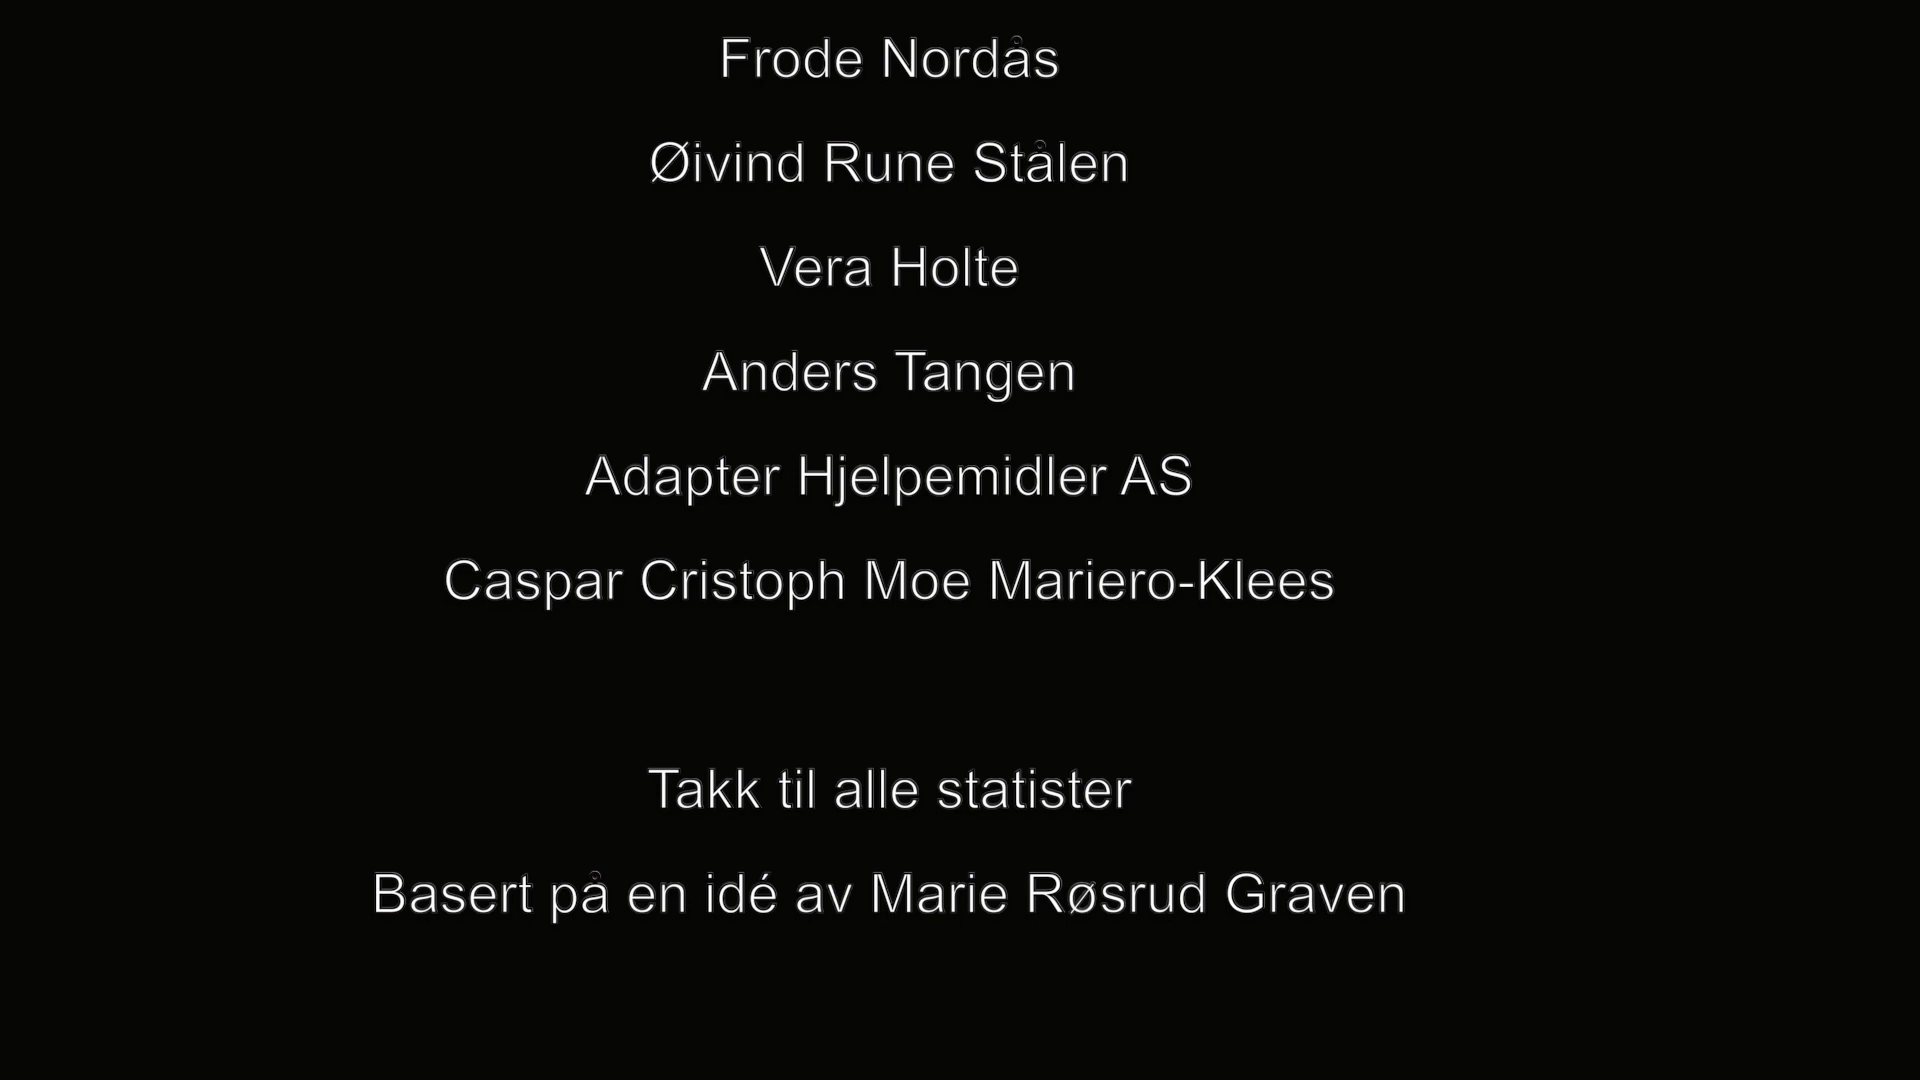 Frode Nordås
Øivind Rune Stålen
Vera Holte
Anders Tangen
Adapter Hjelpemidler AS
Caspar Cristoph Moe Mariero-Klees
Takk til alle statister
Basert på en idé av Marie Røsrud Graven